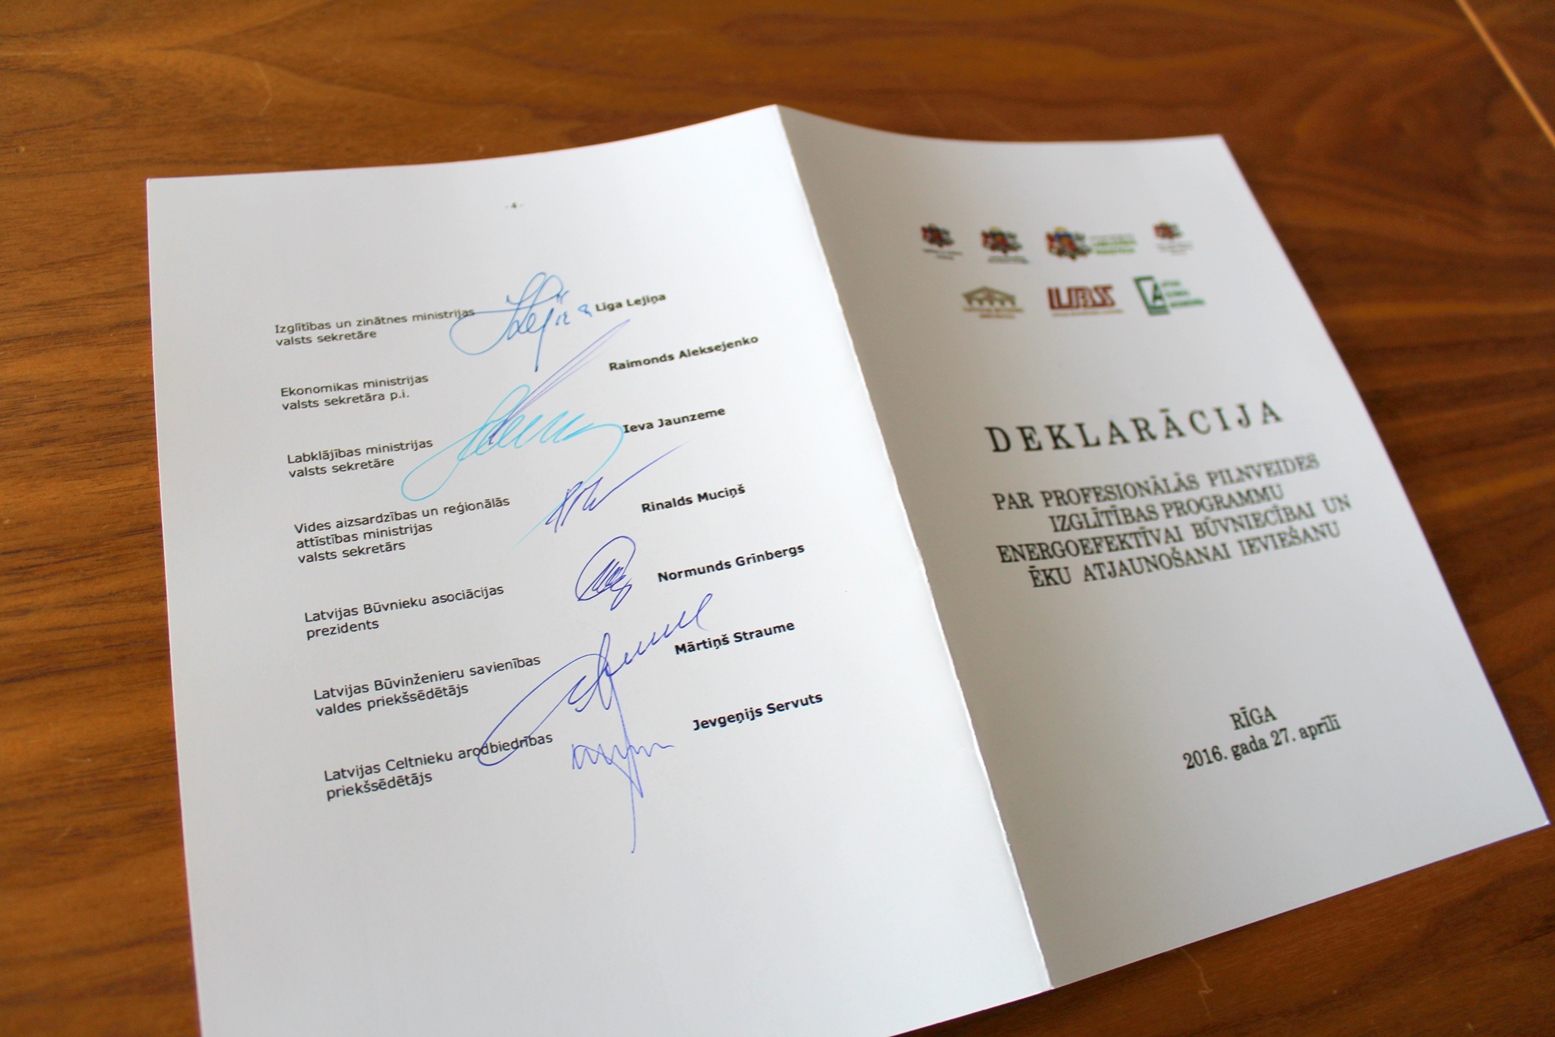 - 4 -
Izglītības un zinātnes ministrijas
valsts sekretāre
Līga Lejiņa
Ekonomikas ministrijas
valsts sekretāra p.i.
Raimonds Aleksejenko
Labklājības ministrijas
valsts sekretāre
Ieva Jaunzeme
Vides aizsardzības un reģionālās
attīstības ministrijas
valsts sekretārs
Rinalds Muciņš
Latvijas Būvnieku asociācijas
prezidents
Normunds Grinbergs
Latvijas Būvinženieru savienības
valdes priekšsēdētājs
Mārtiņš Straume
Latvijas Celtnieku arodbiedrības
priekšsēdētājs
Jevgeņijs Servuts
DEKLARĀCIJA
PAR PROFESIONĀLĀS PILNVEIDES
IZGLĪTĪBAS PROGRAMMU
ENERGOEFEKTĪVAI BŪVNIECĪBAI UN
ĒKU ATJAUNOŠANAI IEVIEŠANU
RĪGA
2016. gada 27. aprīlī